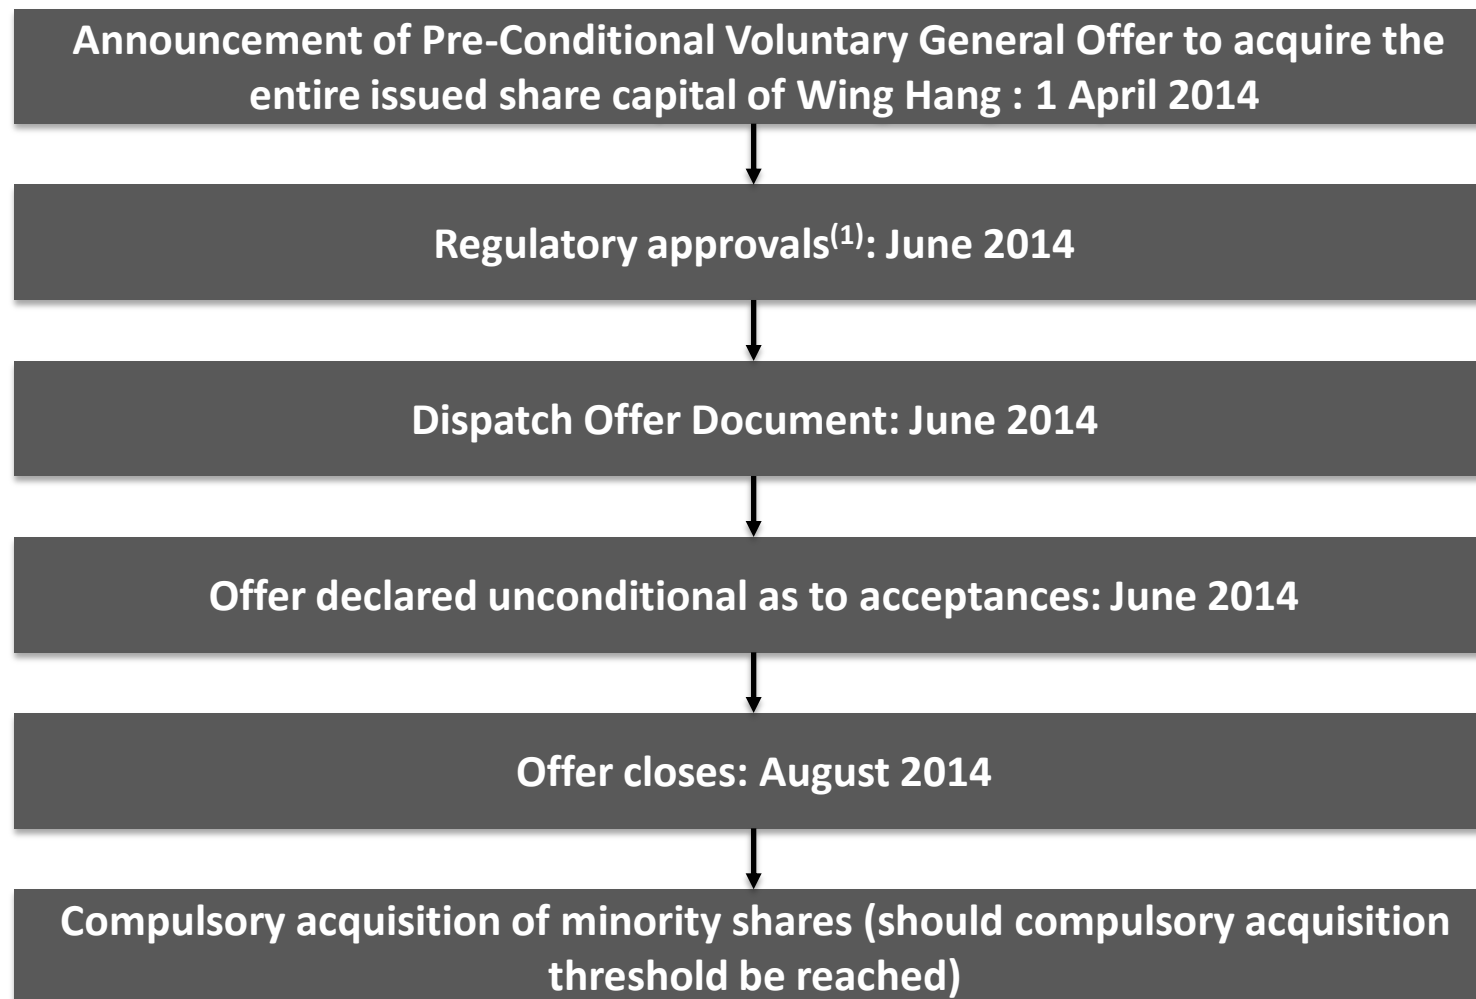 Announcement of Pre-Conditional Voluntary General Offer to acquire the
entire issued share capital of Wing Hang : 1 April 2014
Regulatory approvals(1): June 2014
Dispatch Offer Document: June 2014
Offer declared unconditional as to acceptances: June 2014
Offer closes: August 2014
Compulsory acquisition of minority shares (should compulsory acquisition
threshold be reached)